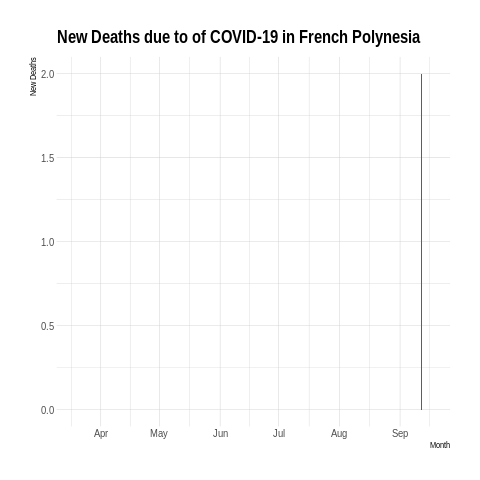 New Deaths due to of COVID-19 in French Polynesia
New Deaths
2.0
1.5
1.0
0.5
0.0
Apr May Jun Jul Aug Sep
Month